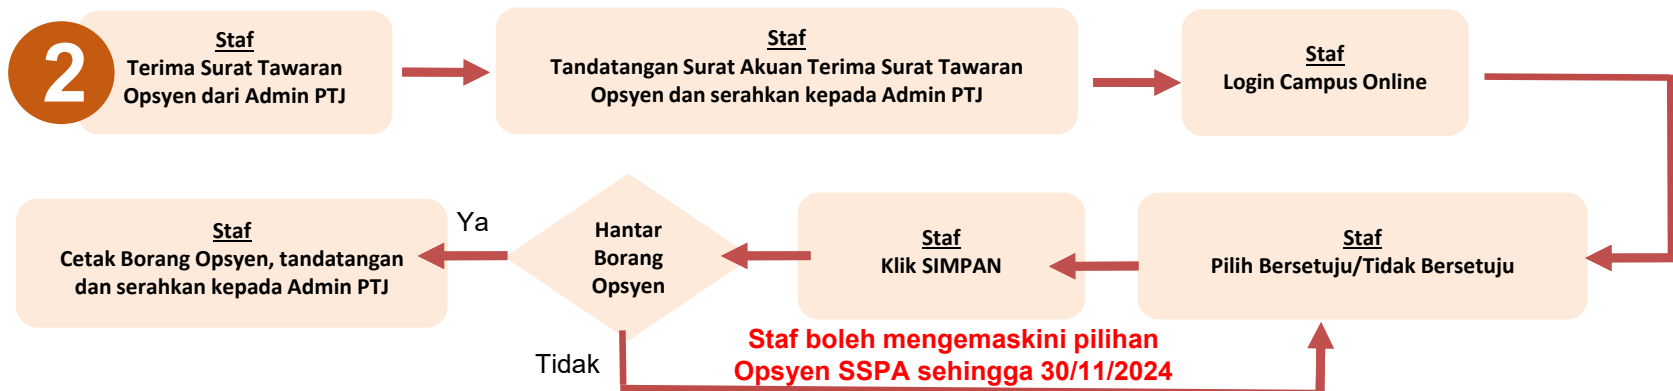 2
Staf
Terima Surat Tawaran
Opsyen dari Admin PTJ
Staf
Tandatangan Surat Akuan Terima Surat Tawaran
Opsyen dan serahkan kepada Admin PTJ
Staf
Login Campus Online
Staf
Pilih Bersetuju/Tidak Bersetuju
Staf
Klik SIMPAN
Hantar
Borang
Opsyen
Ya
Staf
Cetak Borang Opsyen, tandatangan
dan serahkan kepada Admin PTJ
Tidak
Staf boleh mengemaskini pilihan
Opsyen SSPA sehingga 30/11/2024